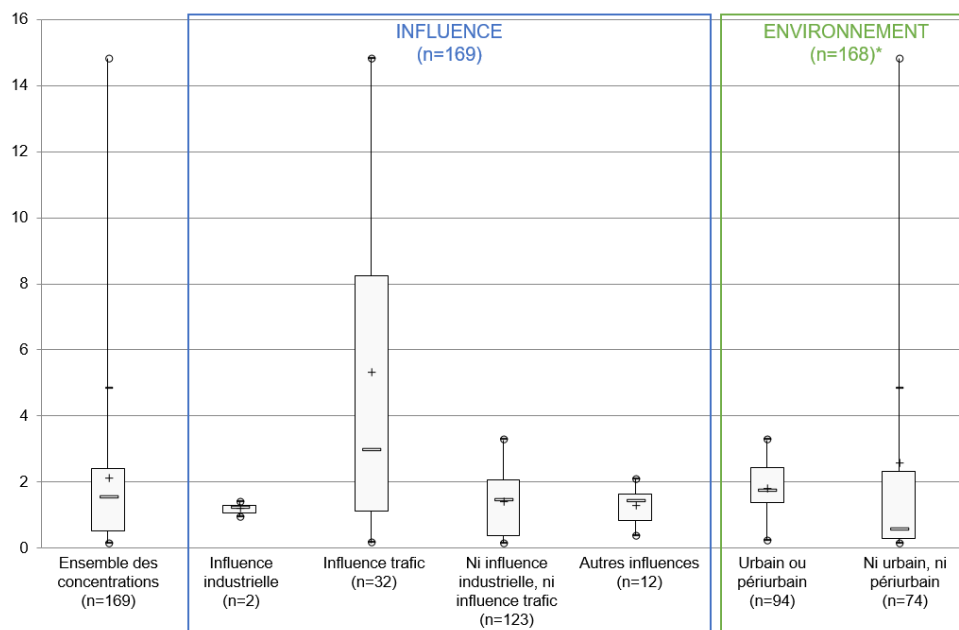 INFLUENCE
(n=169)
ENVIRONNEMENT
(n=168)*
16
14
12
10
8
6
4
2
0
Ensemble des
concentrations
(n=169)
Influence
industrielle
(n=2)
Influence trafic
(n=32)
Ni influence
industrielle, ni
influence trafic
(n=123)
Autres influences
(n=12)
Urbain ou
périurbain
(n=94)
Ni urbain, ni
périurbain
(n=74)